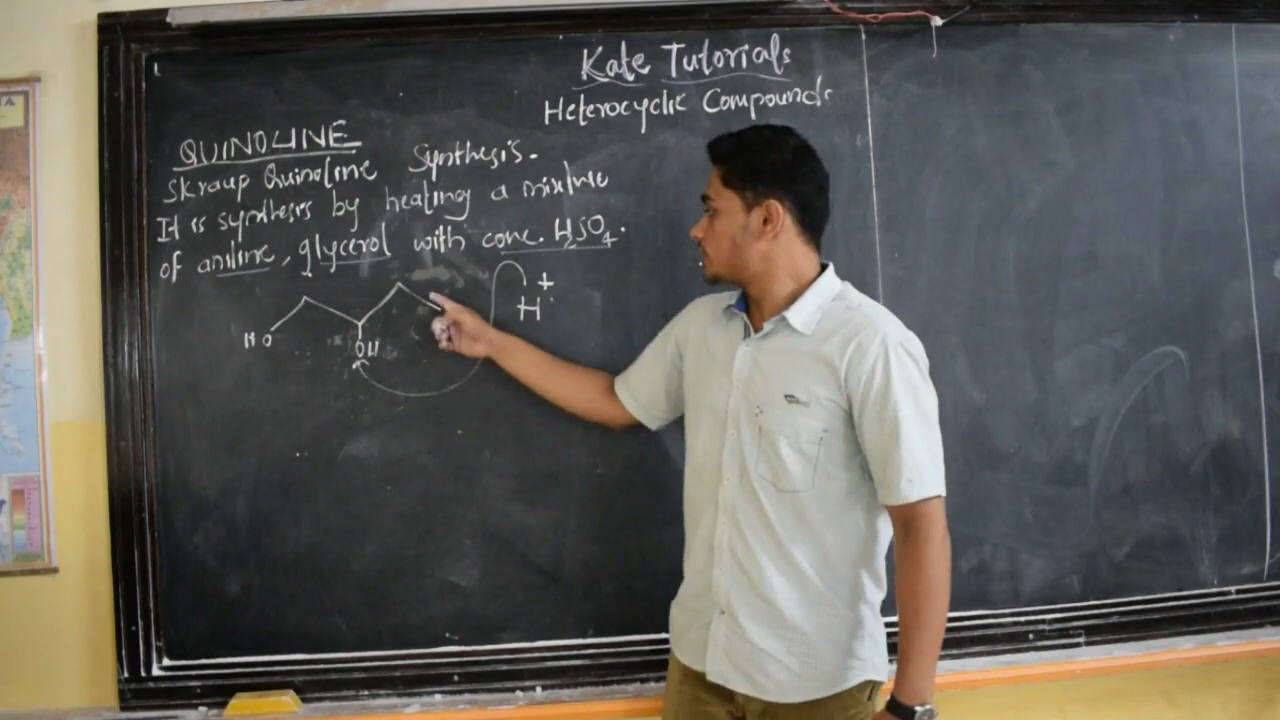 Kate Tutorials
Heterocyclic Compounds
QUINOLINE
Skraup Quinoline Synthesis.
It is synthesis by heating a mixture
of aniline, glycerol with conc. H₂SO₄.
H⁺
HO
OH